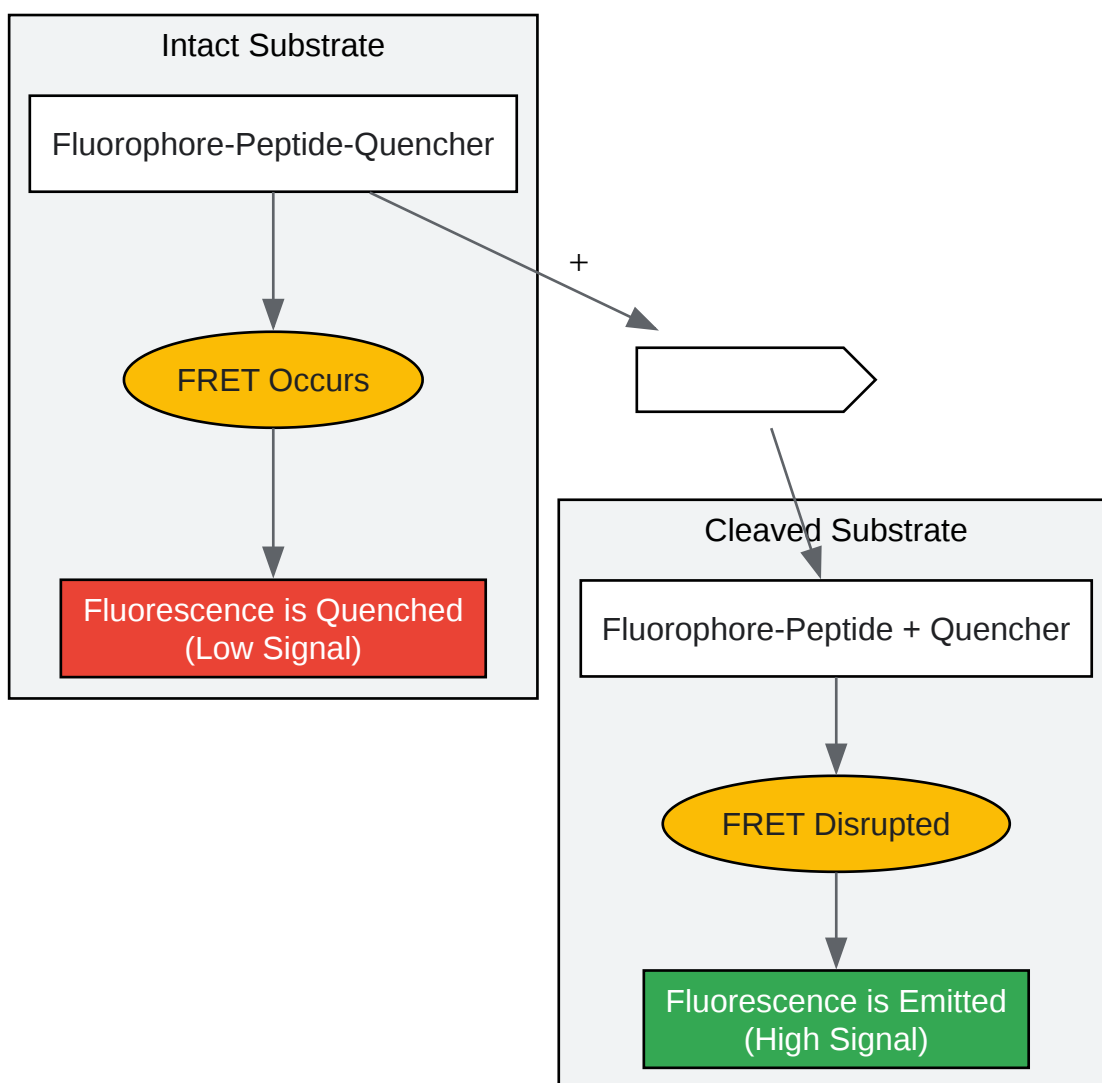 Intact Substrate
Fluorophore-Peptide-Quencher
+
FRET Occurs
Fluorescence is Quenched
(Low Signal)
Cleaved Substrate
Fluorophore-Peptide + Quencher
FRET Disrupted
Fluorescence is Emitted
(High Signal)